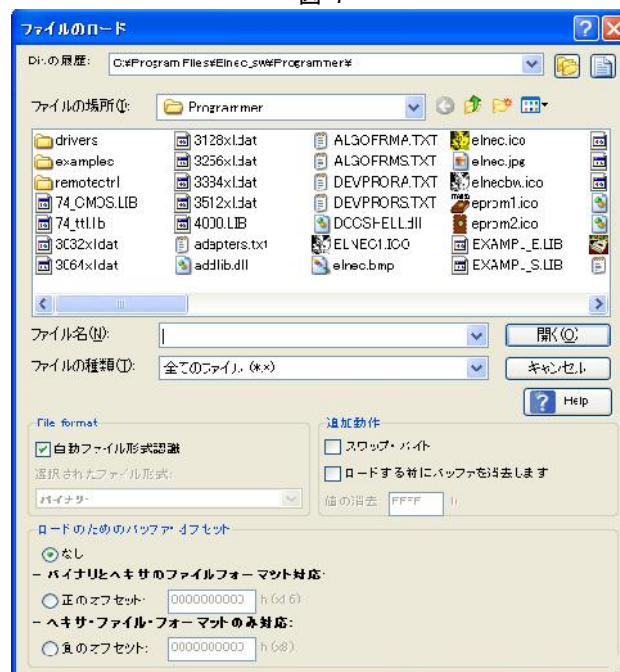 ファイルのロード
Dir.の履歴: C:¥Program Files¥Elnec_sw¥Programmer¥
ファイルの場所(I): Programmer
drivers 3128xl.dat ALGOFRMA.TXT elnec.ico
examples 3256xl.dat ALGOFRMS.TXT elnec.jpg
remotectrl 3384xl.dat DEVPRORA.TXT elnecbw.ico
74_CMOS.LIB 3512xl.dat DEVPRORS.TXT eprom1.ico
74_ttl.lib 4000.LIB DCCSHELL.dll eprom2.ico
3032xl.dat adapters.txt ELNEC1.ICO EXAMP__E.LIB
3064xl.dat addlib.dll elnec.bmp EXAMP__S.LIB
ファイル名(N): 開く(O)
ファイルの種類(T): 全てのファイル (*.*) キャンセル
Help
File format 追加動作
自動ファイル形式認識 スワップ・バイト
選択されたファイル形式: ロードする前にバッファを消去します
バイナリ- 値の消去 FFFF h
ロードのためのバッファ・オフセット
なし
- バイナリとヘキサのファイルフォーマット対応:
正のオフセット: 0000000000 h (x16)
- ヘキサ・ファイル・フォーマットのみ対応:
負のオフセット: 0000000000 h (x8)